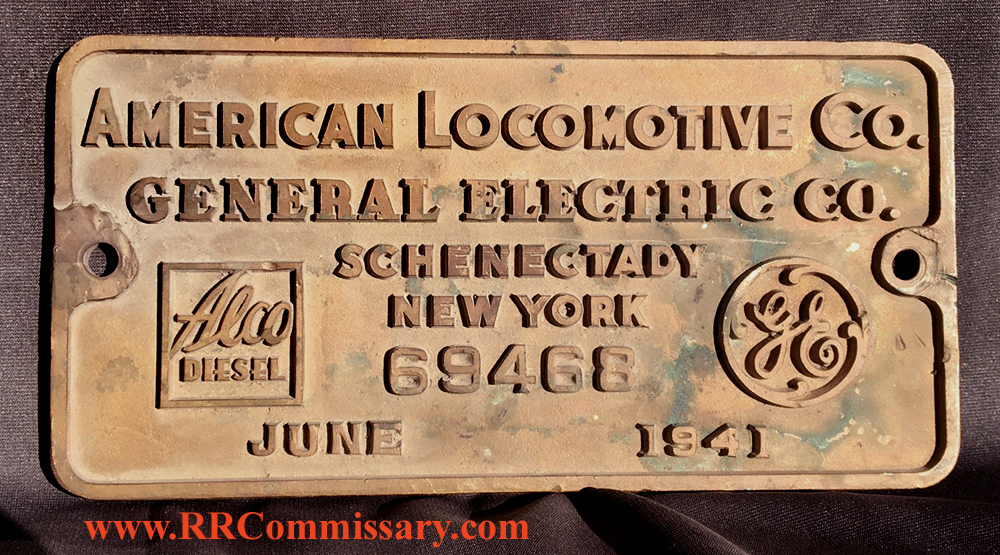 AMERICAN LOCOMOTIVE CO.
GENERAL ELECTRIC CO.
SCHENECTADY
NEW YORK
Alco
DIESEL
GE
69468
JUNE 1941
www.RRCommissary.com